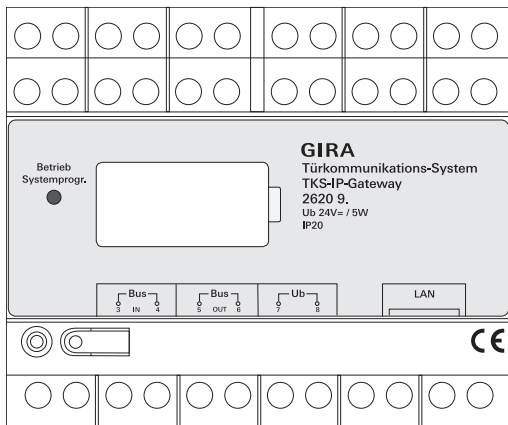 GIRA
Türkommunikations-System
TKS-IP-Gateway
2620 9.
Ub 24V= / 5W
IP20
Betrieb
Systemprogr.
Bus
3 IN 4
Bus
5 OUT 6
Ub
7 8
LAN
CE